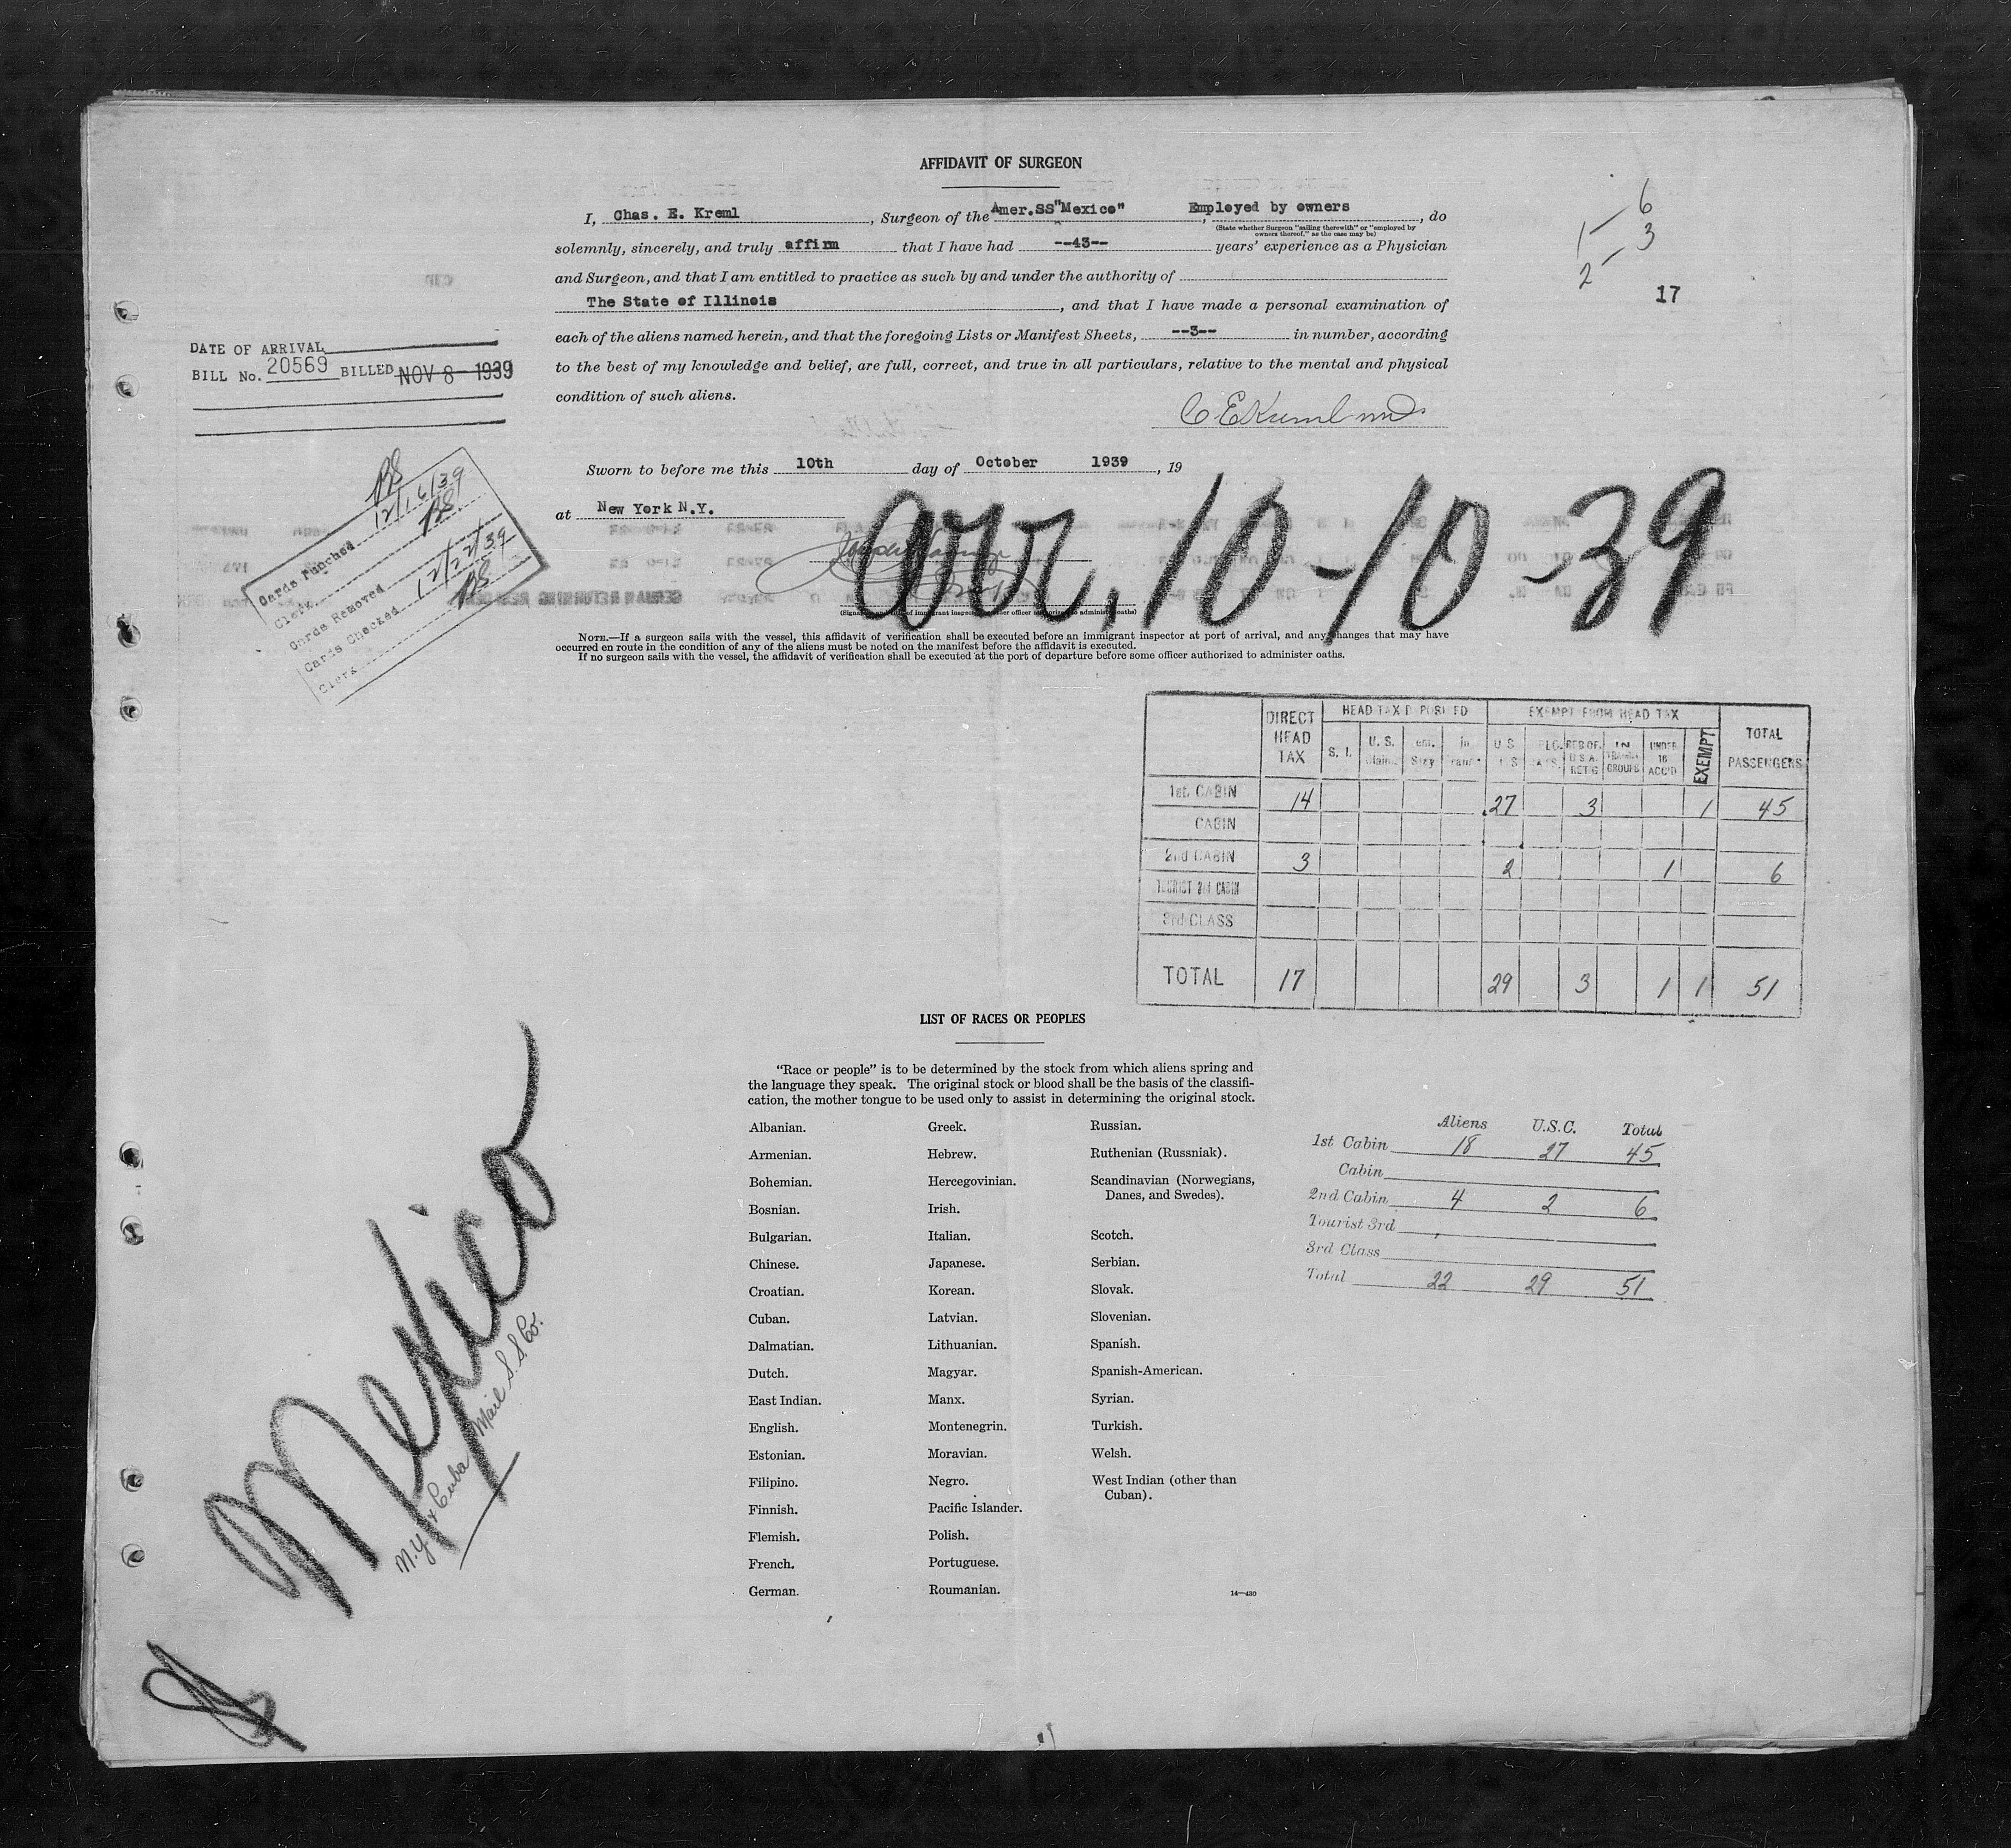 AFFIDAVIT OF SURGEON
I, Chas. E. Kreml, Surgeon of the Amer.SS"Mexico", Employed by owners, do
(State whether Surgeon "sailing therewith" or "employed by
owners thereof," as the case may be)
solemnly, sincerely, and truly affirm that I have had --43-- years' experience as a Physician
and Surgeon, and that I am entitled to practice as such by and under the authority of
The State of Illinois, and that I have made a personal examination of
each of the aliens named herein, and that the foregoing Lists or Manifest Sheets, --3-- in number, according
to the best of my knowledge and belief, are full, correct, and true in all particulars, relative to the mental and physical
condition of such aliens.
C E Kreml md.
Sworn to before me this 10th day of October 1939, 19
at New York N.Y.
arr. 10-10-39
6
1 - 3
2 -
17
DATE OF ARRIVAL
BILL No. 20569 BILLED NOV 8 - 1939
Cards Punched 12/16/39
Clerk
Cards Removed
Cards Checked 12/22/39
Clerk
NOTE.—If a surgeon sails with the vessel, this affidavit of verification shall be executed before an immigrant inspector at port of arrival, and any changes that may have
occurred en route in the condition of any of the aliens must be noted on the manifest before the affidavit is executed.
If no surgeon sails with the vessel, the affidavit of verification shall be executed at the port of departure before some officer authorized to administer oaths.
DIRECT HEAD TAX
EXEMPT FROM HEAD TAX
TOTAL PASSENGERS
S. I. U. S. IN TRANSIT GROUPS UNDER 16 ACC'D EXEMPT
1st. CABIN 14 27 3 1 45
CABIN
2nd CABIN 3 2 1 6
TOURIST 3rd CABIN
3rd CLASS
TOTAL 17 29 3 1 1 51
LIST OF RACES OR PEOPLES
"Race or people" is to be determined by the stock from which aliens spring and
the language they speak. The original stock or blood shall be the basis of the classifi-
cation, the mother tongue to be used only to assist in determining the original stock.
Albanian.
Armenian.
Bohemian.
Bosnian.
Bulgarian.
Chinese.
Croatian.
Cuban.
Dalmatian.
Dutch.
East Indian.
English.
Estonian.
Filipino.
Finnish.
Flemish.
French.
German.
Greek.
Hebrew.
Hercegovinian.
Irish.
Italian.
Japanese.
Korean.
Latvian.
Lithuanian.
Magyar.
Manx.
Montenegrin.
Moravian.
Negro.
Pacific Islander.
Polish.
Portuguese.
Roumanian.
Russian.
Ruthenian (Russniak).
Scandinavian (Norwegians,
Danes, and Swedes).
Scotch.
Serbian.
Slovak.
Slovenian.
Spanish.
Spanish-American.
Syrian.
Turkish.
Welsh.
West Indian (other than
Cuban).
14—430
Aliens U.S.C. Total
1st Cabin 18 27 45
Cabin
2nd Cabin 4 2 6
Tourist 3rd
3rd Class
Total 22 29 51
Mexico
N.Y. & Cuba Mail S.S. Co.